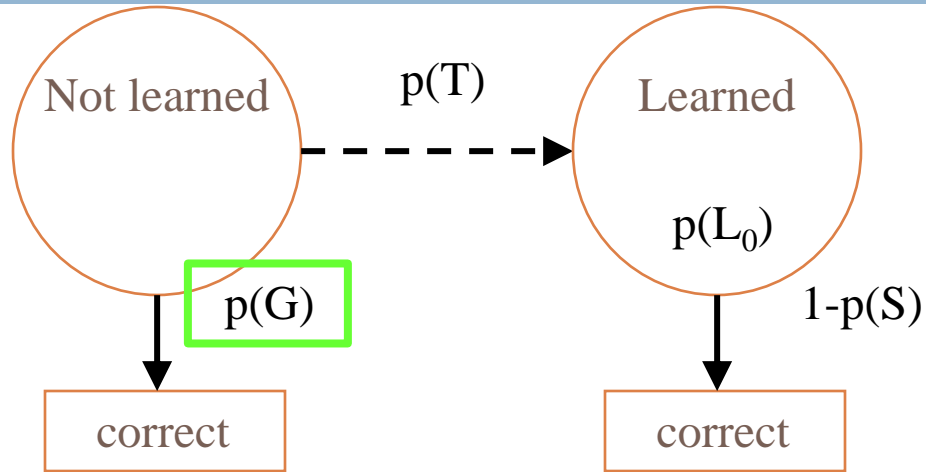 Not learned
p(T)
Learned
p(L₀)
p(G)
1-p(S)
correct
correct